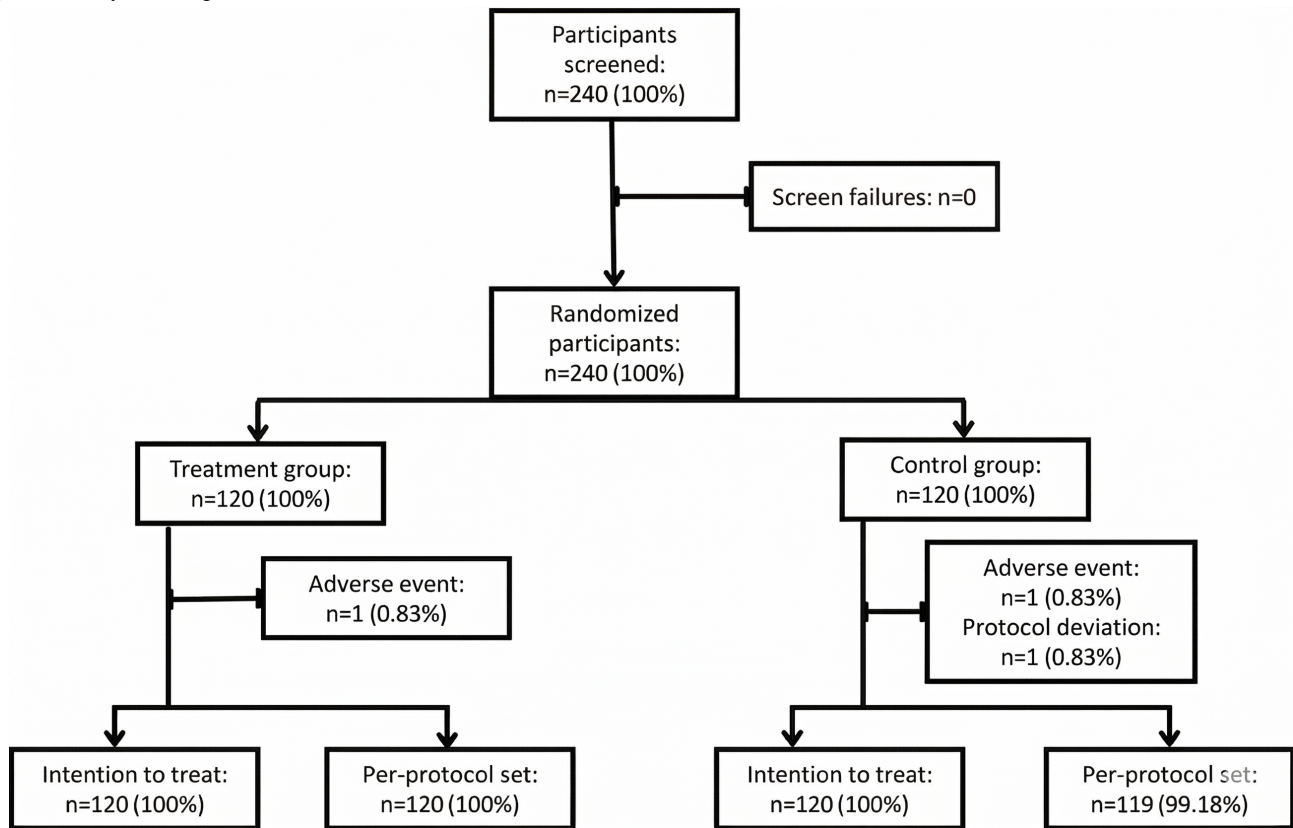 Participants
screened:
n=240 (100%)
Screen failures: n=0
Randomized
participants:
n=240 (100%)
Treatment group:
n=120 (100%)
Control group:
n=120 (100%)
Adverse event:
n=1 (0.83%)
Adverse event:
n=1 (0.83%)
Protocol deviation:
n=1 (0.83%)
Intention to treat:
n=120 (100%)
Per-protocol set:
n=120 (100%)
Intention to treat:
n=120 (100%)
Per-protocol set:
n=119 (99.18%)